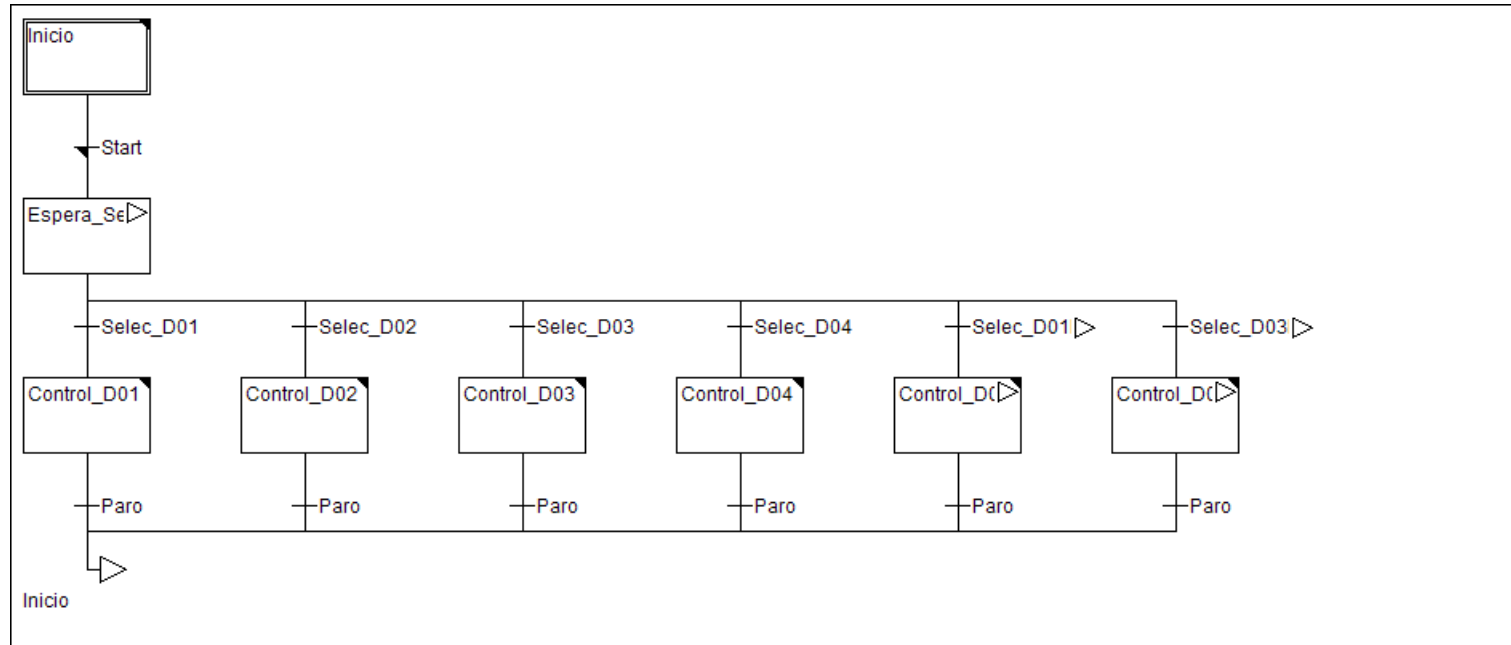 Inicio
Start
Espera_Se
Selec_D01 Selec_D02 Selec_D03 Selec_D04 Selec_D01 Selec_D03
Control_D01 Control_D02 Control_D03 Control_D04 Control_D( Control_D(
Paro Paro Paro Paro Paro Paro
Inicio